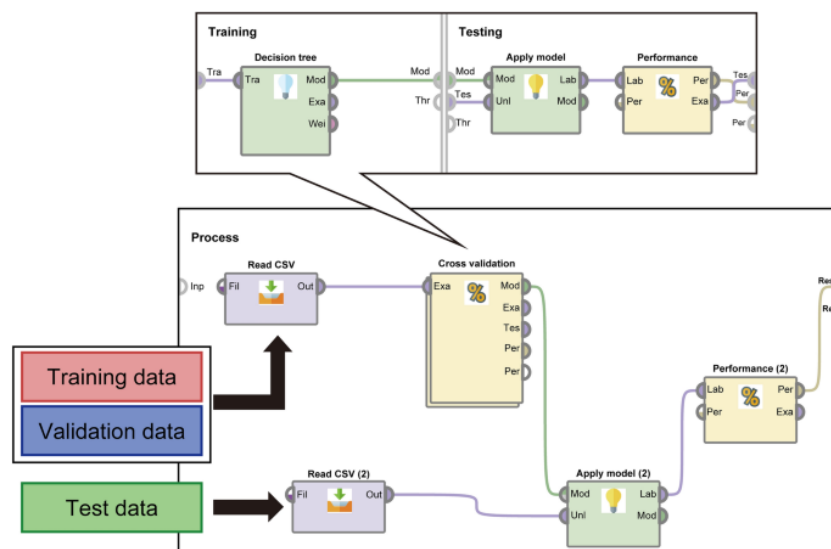 Training
Testing
Decision tree
Apply model
Performance
Tra
Tra
Mod
Exa
Wei
Mod
Thr
Mod
Tes
Thr
Mod
Unl
Lab
Mod
Lab
Per
Per
Exa
Tes
Per
Per
Process
Read CSV
Cross validation
Inp
Fil
Out
Exa
Mod
Exa
Tes
Per
Per
Res
Re
Training data
Validation data
Performance (2)
Lab
Per
Per
Exa
Test data
Read CSV (2)
Fil
Out
Apply model (2)
Mod
Unl
Lab
Mod